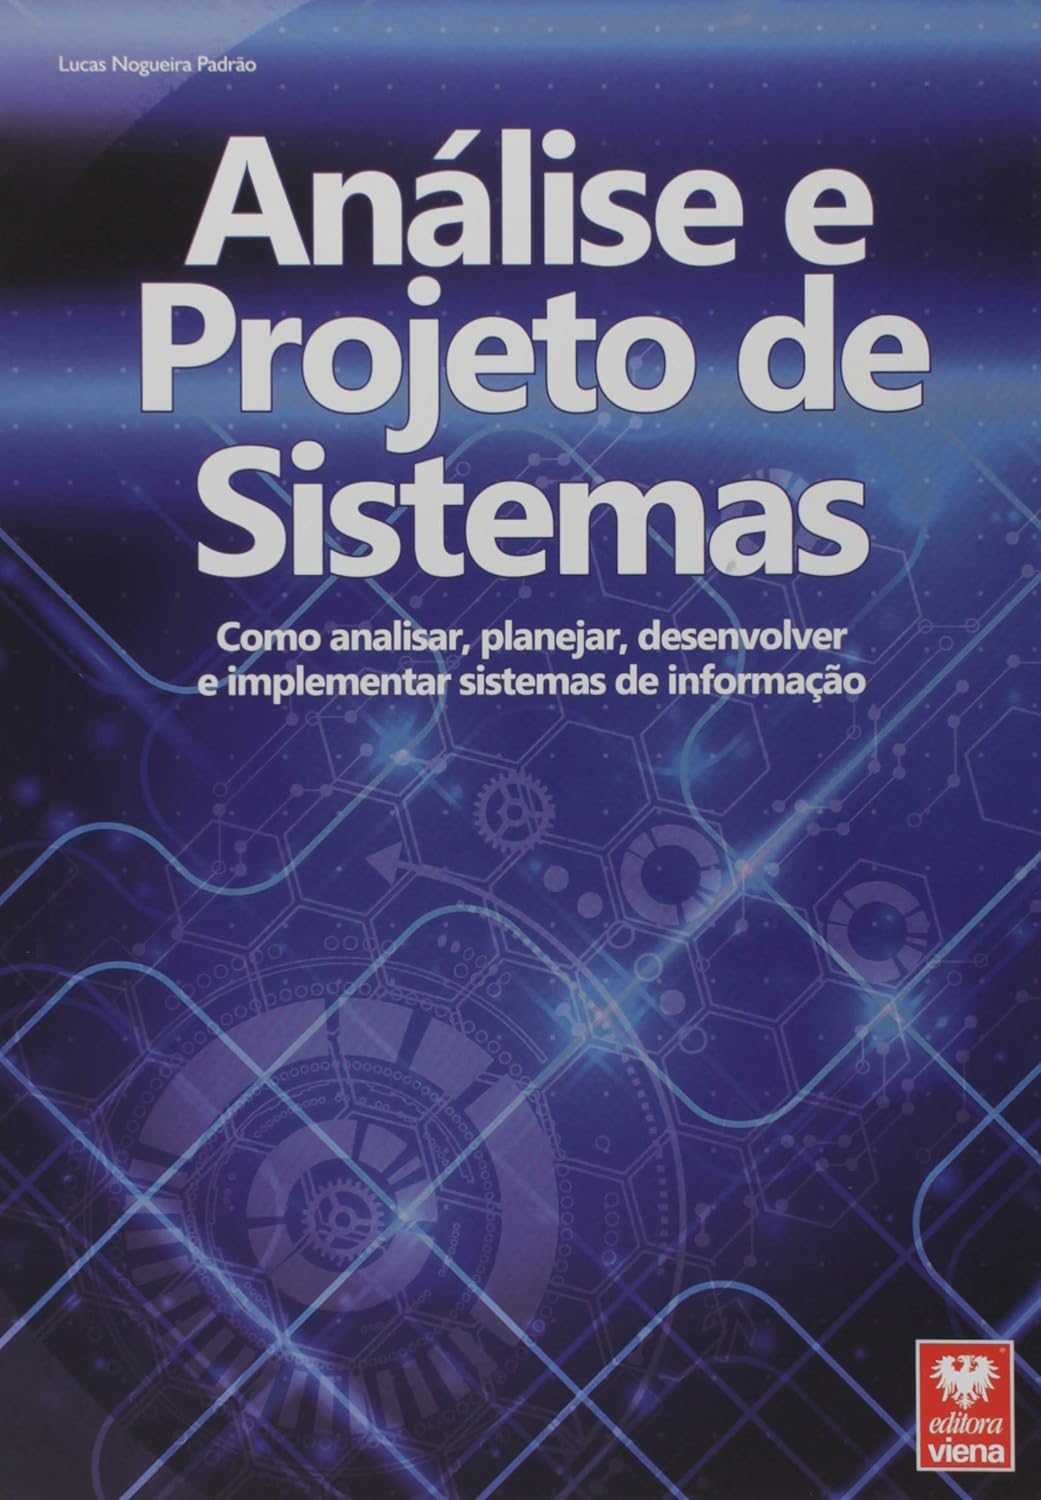 Lucas Nogueira Padrão
Análise e
Projeto de
Sistemas
Como analisar, planejar, desenvolver
e implementar sistemas de informação
editora
viena